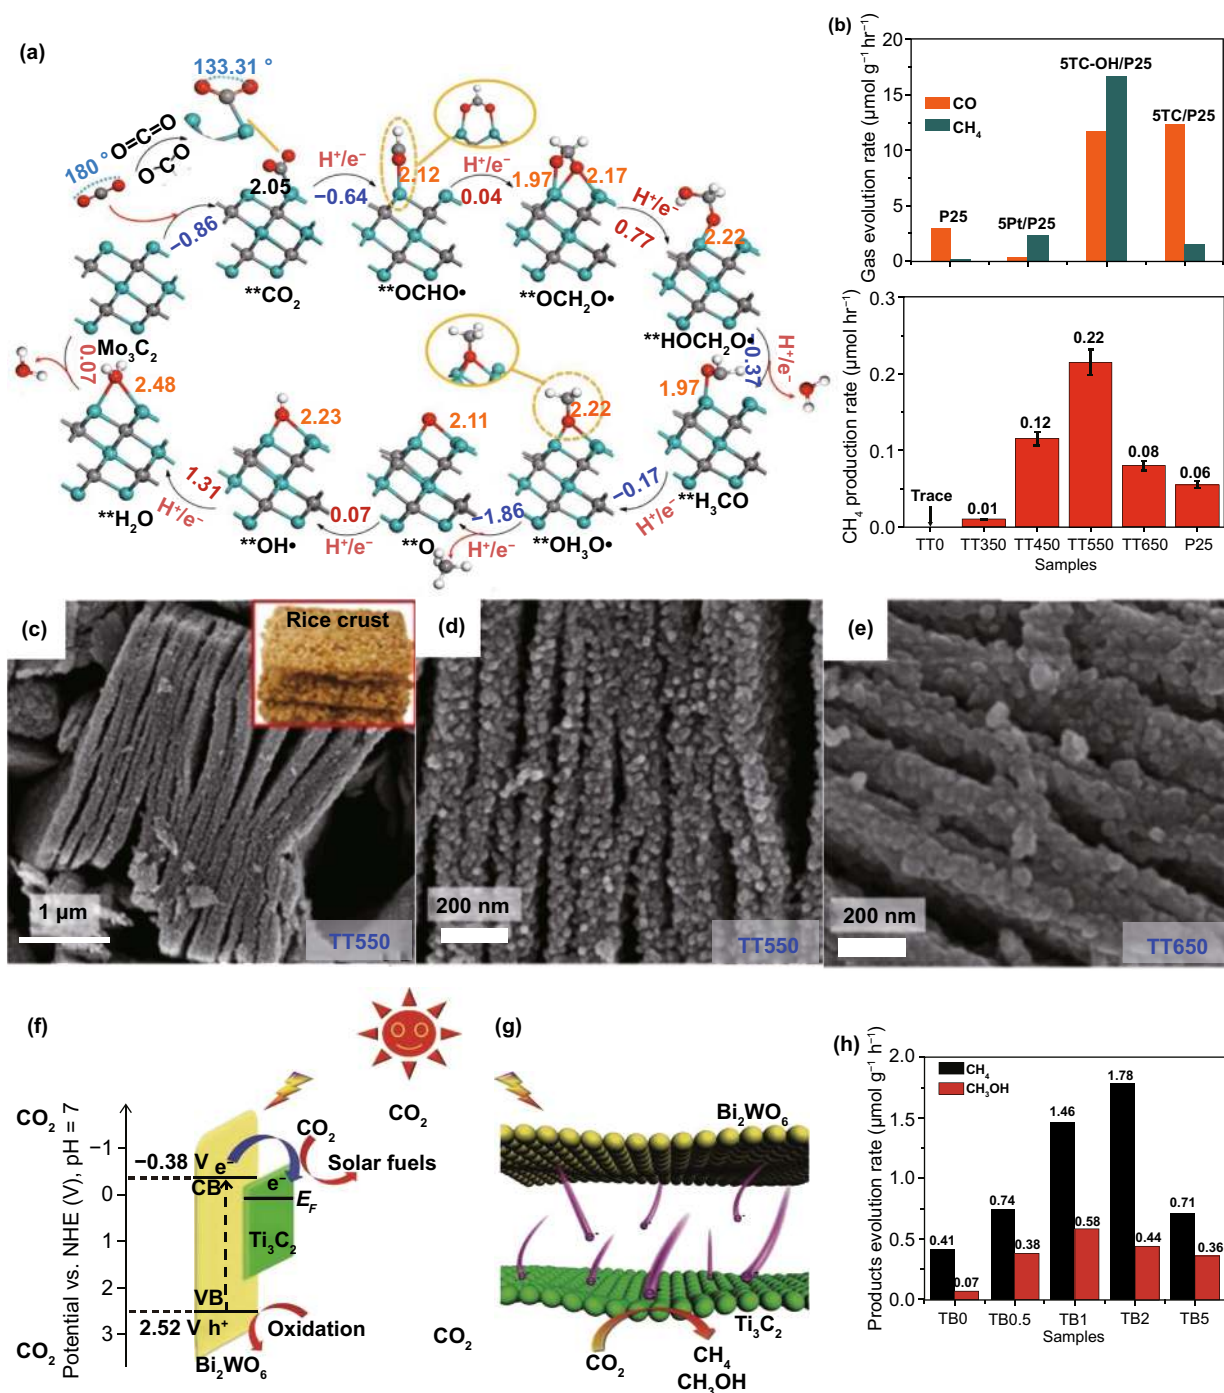 (a)
133.31 °
180 °
O=C=O
O–C–O
−0.86
Mo₃C₂
2.05
**CO₂
H⁺/e⁻
−0.64
2.12
**OCHO•
H⁺/e⁻
0.04
1.97
2.17
**OCH₂O•
H⁺/e⁻
0.77
2.22
**HOCH₂O•
−0.37
H⁺/e⁻
1.97
**H₃CO
−0.17
H⁺/e⁻
2.22
**OH₃O•
−1.86
H⁺/e⁻
2.11
**O
0.07
H⁺/e⁻
2.23
**OH•
1.31
H⁺/e⁻
2.48
**H₂O
0.07
(b)
Gas evolution rate (µmol g⁻¹ hr⁻¹)
20
15
10
5
0
CO
CH₄
P25
5Pt/P25
5TC-OH/P25
5TC/P25
CH₄ production rate (µmol hr⁻¹)
0.3
0.2
0.1
0.0
Trace
0.01
0.12
0.22
0.08
0.06
TT0 TT350 TT450 TT550 TT650 P25
Samples
(c)
Rice crust
1 µm
TT550
(d)
200 nm
TT550
(e)
200 nm
TT650
(f)
Potential vs. NHE (V), pH = 7
−1
0
1
2
3
CO₂
CO₂
CO₂
CO₂
−0.38 V
e⁻
CB
CO₂
Solar fuels
e⁻
E_F
Ti₃C₂
VB
2.52 V h⁺
Oxidation
Bi₂WO₆
(g)
Bi₂WO₆
Ti₃C₂
CO₂
CH₄
CH₃OH
(h)
Products evolution rate (µmol g⁻¹ h⁻¹)
2.0
1.5
1.0
0.5
0.0
CH₄
CH₃OH
0.41
0.07
0.74
0.38
1.46
0.58
1.78
0.44
0.71
0.36
TB0 TB0.5 TB1 TB2 TB5
Samples